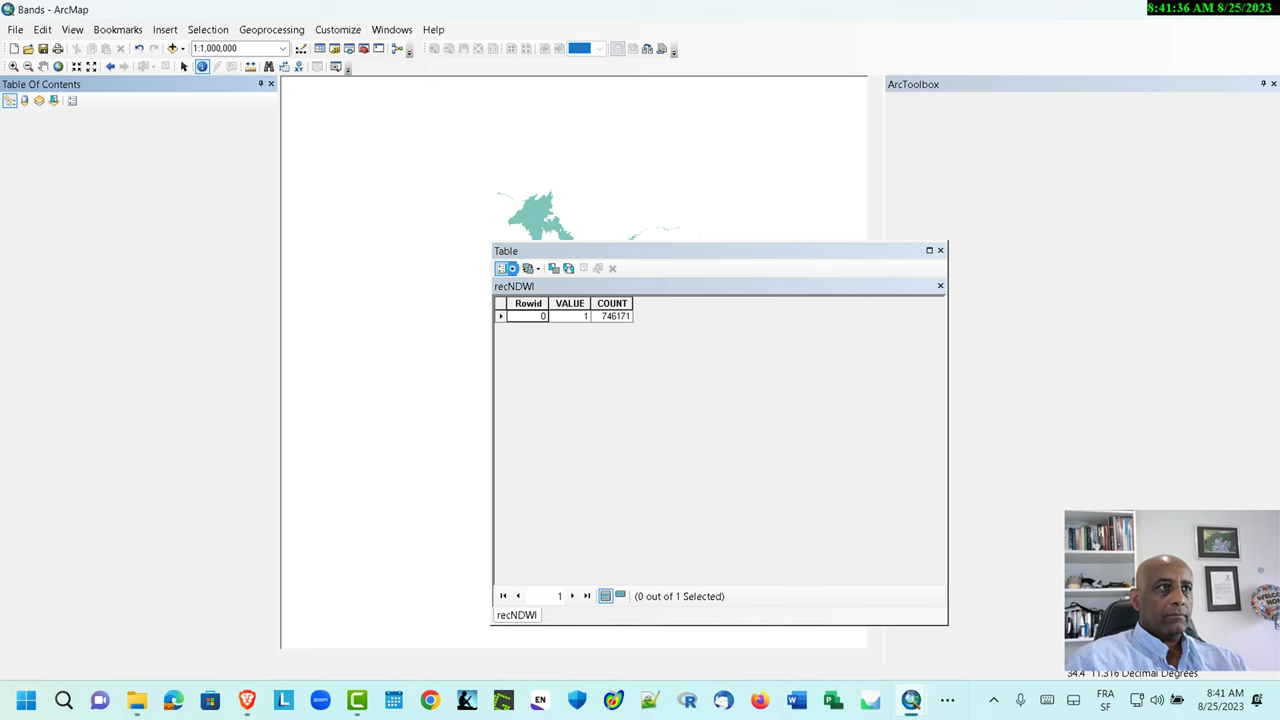 Bands - ArcMap
8:41:36 AM 8/25/2023
File Edit View Bookmarks Insert Selection Geoprocessing Customize Windows Help
1:1,000,000
Table Of Contents
ArcToolbox
Table
recNDWI
Rowid VALUE COUNT
0 1 746171
1 (0 out of 1 Selected)
recNDWI
34.4 11.316 Decimal Degrees
EN
FRA
SF
8:41 AM
8/25/2023